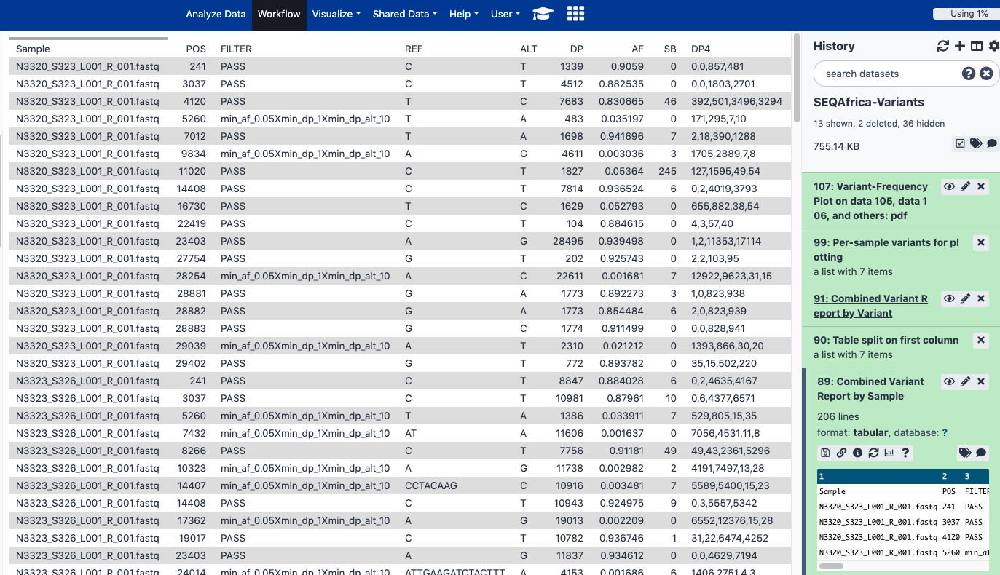 Analyze Data Workflow Visualize Shared Data Help User Using 1%
Sample POS FILTER REF ALT DP AF SB DP4
N3320_S323_L001_R_001.fastq 241 PASS C T 1339 0.9059 0 0,0,857,481
N3320_S323_L001_R_001.fastq 3037 PASS C T 4512 0.882535 0 0,0,1803,2701
N3320_S323_L001_R_001.fastq 4120 PASS T C 7683 0.830665 46 392,501,3496,3294
N3320_S323_L001_R_001.fastq 5260 min_af_0.05Xmin_dp_1Xmin_dp_alt_10 T A 483 0.035197 0 171,295,7,10
N3320_S323_L001_R_001.fastq 7012 PASS T A 1698 0.941696 7 2,18,390,1288
N3320_S323_L001_R_001.fastq 9834 min_af_0.05Xmin_dp_1Xmin_dp_alt_10 A G 4611 0.003036 3 1705,2889,7,8
N3320_S323_L001_R_001.fastq 11020 PASS C T 1827 0.05364 245 127,1595,49,54
N3320_S323_L001_R_001.fastq 14408 PASS C T 7814 0.936524 6 0,2,4019,3793
N3320_S323_L001_R_001.fastq 16730 PASS T C 1629 0.052793 0 655,882,38,54
N3320_S323_L001_R_001.fastq 22419 PASS C T 104 0.884615 0 4,3,57,40
N3320_S323_L001_R_001.fastq 23403 PASS A G 28495 0.939498 0 1,2,11353,17114
N3320_S323_L001_R_001.fastq 27754 PASS G T 202 0.925743 0 2,2,103,95
N3320_S323_L001_R_001.fastq 28254 min_af_0.05Xmin_dp_1Xmin_dp_alt_10 A C 22611 0.001681 7 12922,9623,31,15
N3320_S323_L001_R_001.fastq 28881 PASS G A 1773 0.892273 3 1,0,823,938
N3320_S323_L001_R_001.fastq 28882 PASS G A 1773 0.854484 6 2,0,823,939
N3320_S323_L001_R_001.fastq 28883 PASS G C 1774 0.911499 0 0,0,828,941
N3320_S323_L001_R_001.fastq 29039 min_af_0.05Xmin_dp_1Xmin_dp_alt_10 A T 2310 0.021212 0 1393,866,30,20
N3320_S323_L001_R_001.fastq 29402 PASS G T 772 0.893782 0 35,15,502,220
N3323_S326_L001_R_001.fastq 241 PASS C T 8847 0.884028 6 0,2,4635,4167
N3323_S326_L001_R_001.fastq 3037 PASS C T 10981 0.87961 10 0,6,4377,6571
N3323_S326_L001_R_001.fastq 5260 min_af_0.05Xmin_dp_1Xmin_dp_alt_10 T A 1386 0.033911 7 529,805,15,35
N3323_S326_L001_R_001.fastq 7432 min_af_0.05Xmin_dp_1Xmin_dp_alt_10 AT A 11606 0.001637 0 7056,4531,11,8
N3323_S326_L001_R_001.fastq 8266 PASS C T 7756 0.91181 49 49,43,2361,5296
N3323_S326_L001_R_001.fastq 10323 min_af_0.05Xmin_dp_1Xmin_dp_alt_10 A G 11738 0.002982 2 4191,7497,13,28
N3323_S326_L001_R_001.fastq 14407 min_af_0.05Xmin_dp_1Xmin_dp_alt_10 CCTACAAG C 10916 0.003481 7 5589,5400,15,23
N3323_S326_L001_R_001.fastq 14408 PASS C T 10943 0.924975 9 0,3,5557,5342
N3323_S326_L001_R_001.fastq 17362 min_af_0.05Xmin_dp_1Xmin_dp_alt_10 A G 19013 0.002209 0 6552,12376,15,28
N3323_S326_L001_R_001.fastq 19017 PASS C T 10782 0.936746 1 31,22,6474,4252
N3323_S326_L001_R_001.fastq 23403 PASS A G 11837 0.934612 0 0,0,4629,7194
N3323_S326_L001_R_001.fastq 24014 min_af_0.05Xmin_dp_1Xmin_dp_alt_10 ATTGAAGATCTACTTT A 4153 0.001686 6 1406,2751,4,3
History
search datasets
SEQAfrica-Variants
13 shown, 2 deleted, 36 hidden
755.14 KB
107: Variant-Frequency
Plot on data 105, data 1
06, and others: pdf
99: Per-sample variants for pl
otting
a list with 7 items
91: Combined Variant R
eport by Variant
90: Table split on first column
a list with 7 items
89: Combined Variant
Report by Sample
206 lines
format: tabular, database: ?
1 2 3
Sample POS FILTER
N3320_S323_L001_R_001.fastq 241 PASS
N3320_S323_L001_R_001.fastq 3037 PASS
N3320_S323_L001_R_001.fastq 4120 PASS
N3320_S323_L001_R_001.fastq 5260 min_af